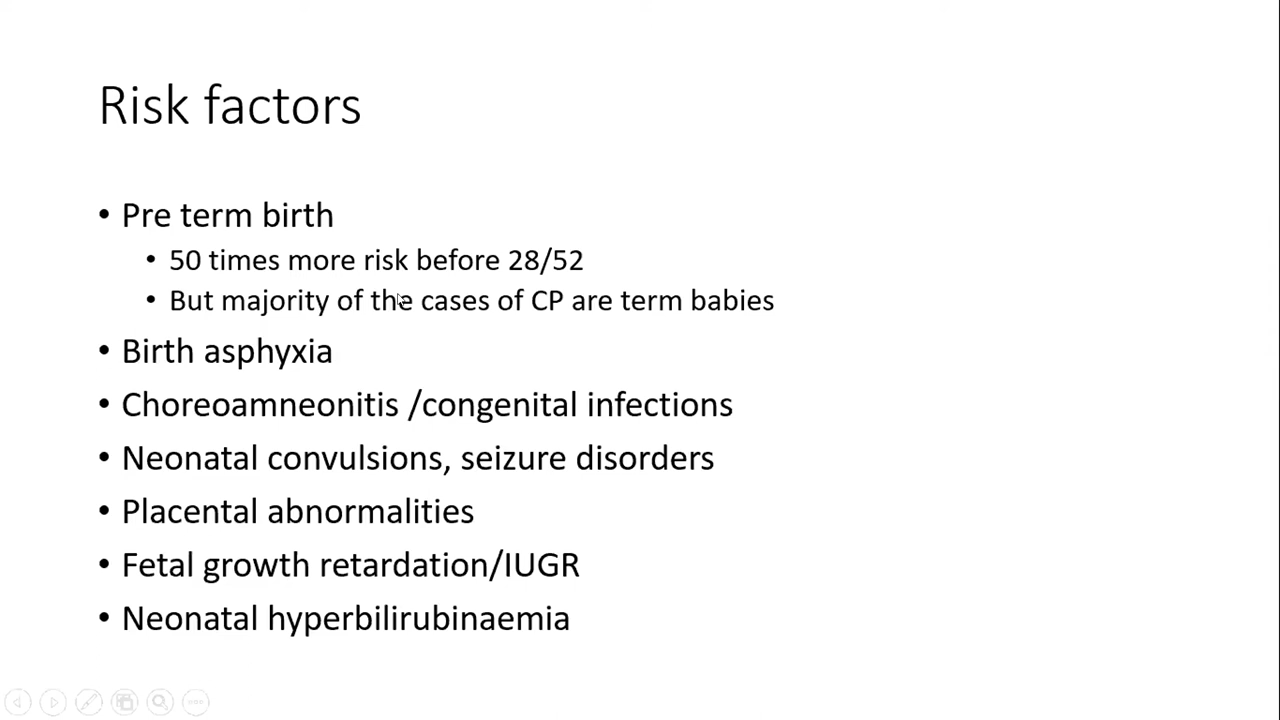 Risk factors
• Pre term birth
• 50 times more risk before 28/52
• But majority of the cases of CP are term babies
• Birth asphyxia
• Choreoamneonitis /congenital infections
• Neonatal convulsions, seizure disorders
• Placental abnormalities
• Fetal growth retardation/IUGR
• Neonatal hyperbilirubinaemia